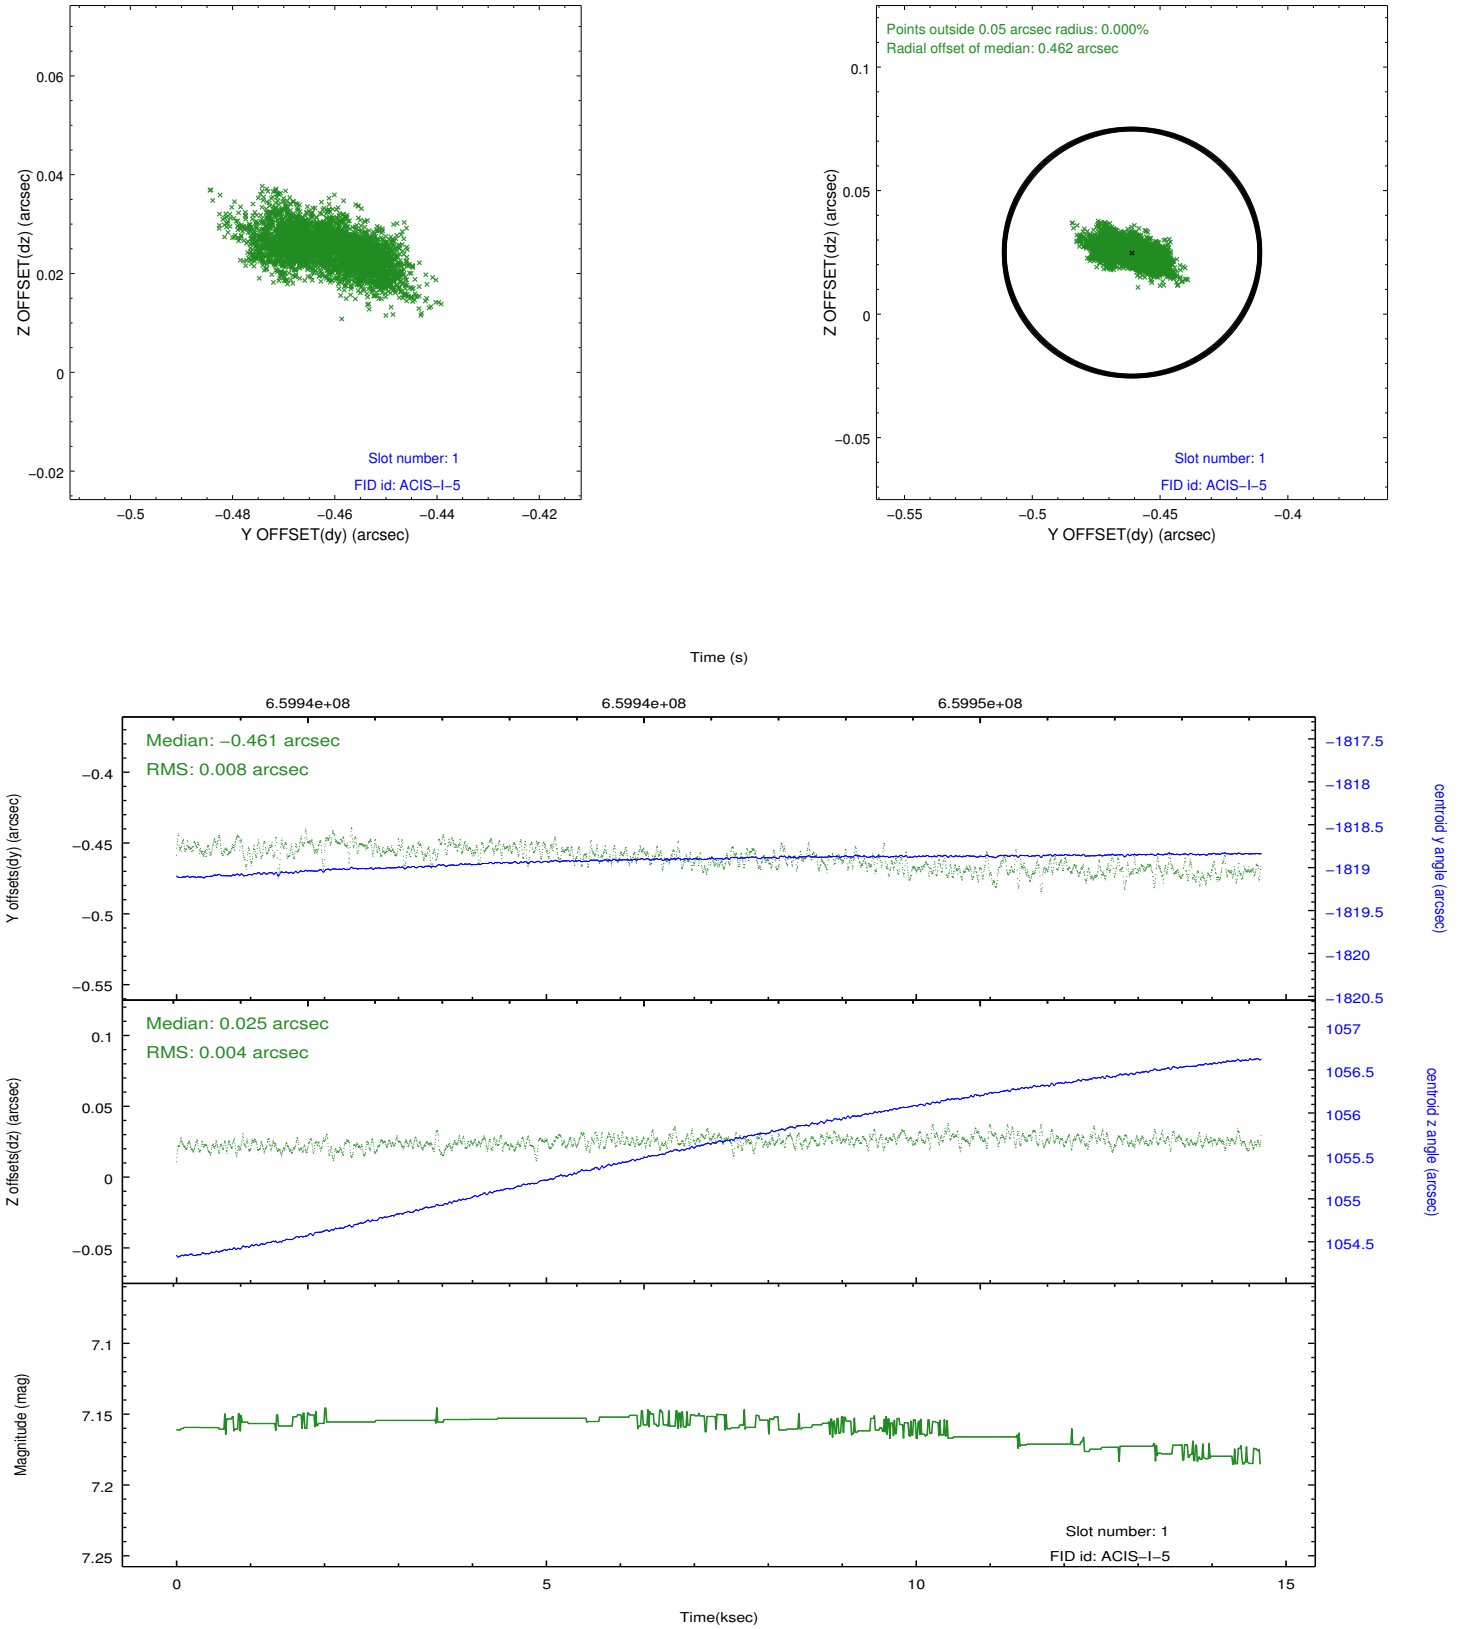 0.06
0.04
0.02
0
−0.02
Z OFFSET(dz) (arcsec)
Slot number: 1
FID id: ACIS−I−5
−0.5
−0.48
−0.46
−0.44
−0.42
Y OFFSET(dy) (arcsec)
Points outside 0.05 arcsec radius: 0.000%
Radial offset of median: 0.462 arcsec
0.1
0.05
0
−0.05
Z OFFSET(dz) (arcsec)
Slot number: 1
FID id: ACIS−I−5
−0.55
−0.5
−0.45
−0.4
Y OFFSET(dy) (arcsec)
Time (s)
6.5994e+08
6.5994e+08
6.5995e+08
Median: −0.461 arcsec
RMS: 0.008 arcsec
−0.4
−0.45
−0.5
−0.55
Y offsets(dy) (arcsec)
−1817.5
−1818
−1818.5
−1819
−1819.5
−1820
−1820.5
centroid y angle (arcsec)
Median: 0.025 arcsec
RMS: 0.004 arcsec
0.1
0.05
0
−0.05
Z offsets(dz) (arcsec)
1057
1056.5
1056
1055.5
1055
1054.5
centroid z angle (arcsec)
7.1
7.15
7.2
7.25
Magnitude (mag)
Slot number: 1
FID id: ACIS−I−5
0
5
10
15
Time(ksec)